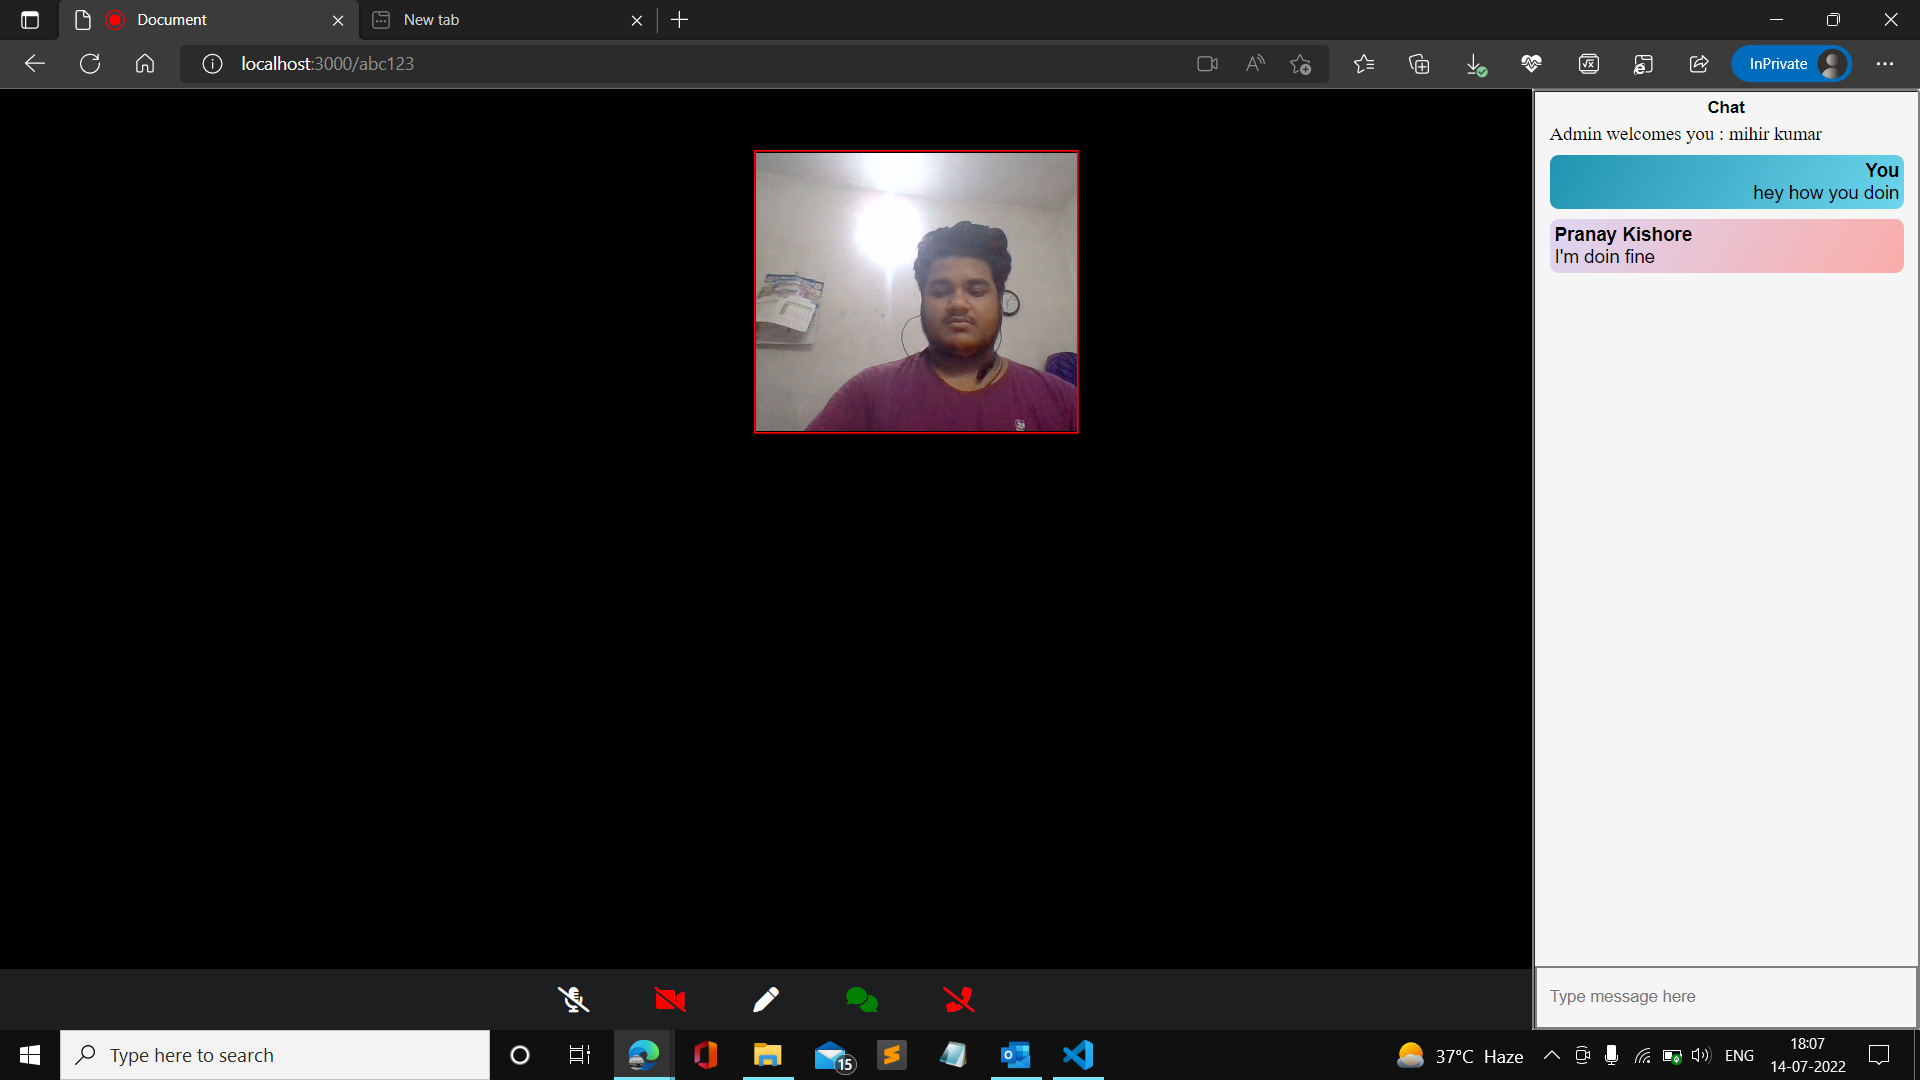 Document
New tab
localhost:3000/abc123
InPrivate
Chat
Admin welcomes you : mihir kumar
You
hey how you doin
Pranay Kishore
I'm doin fine
Type message here
Type here to search
15
37°C Haze
ENG
18:07
14-07-2022